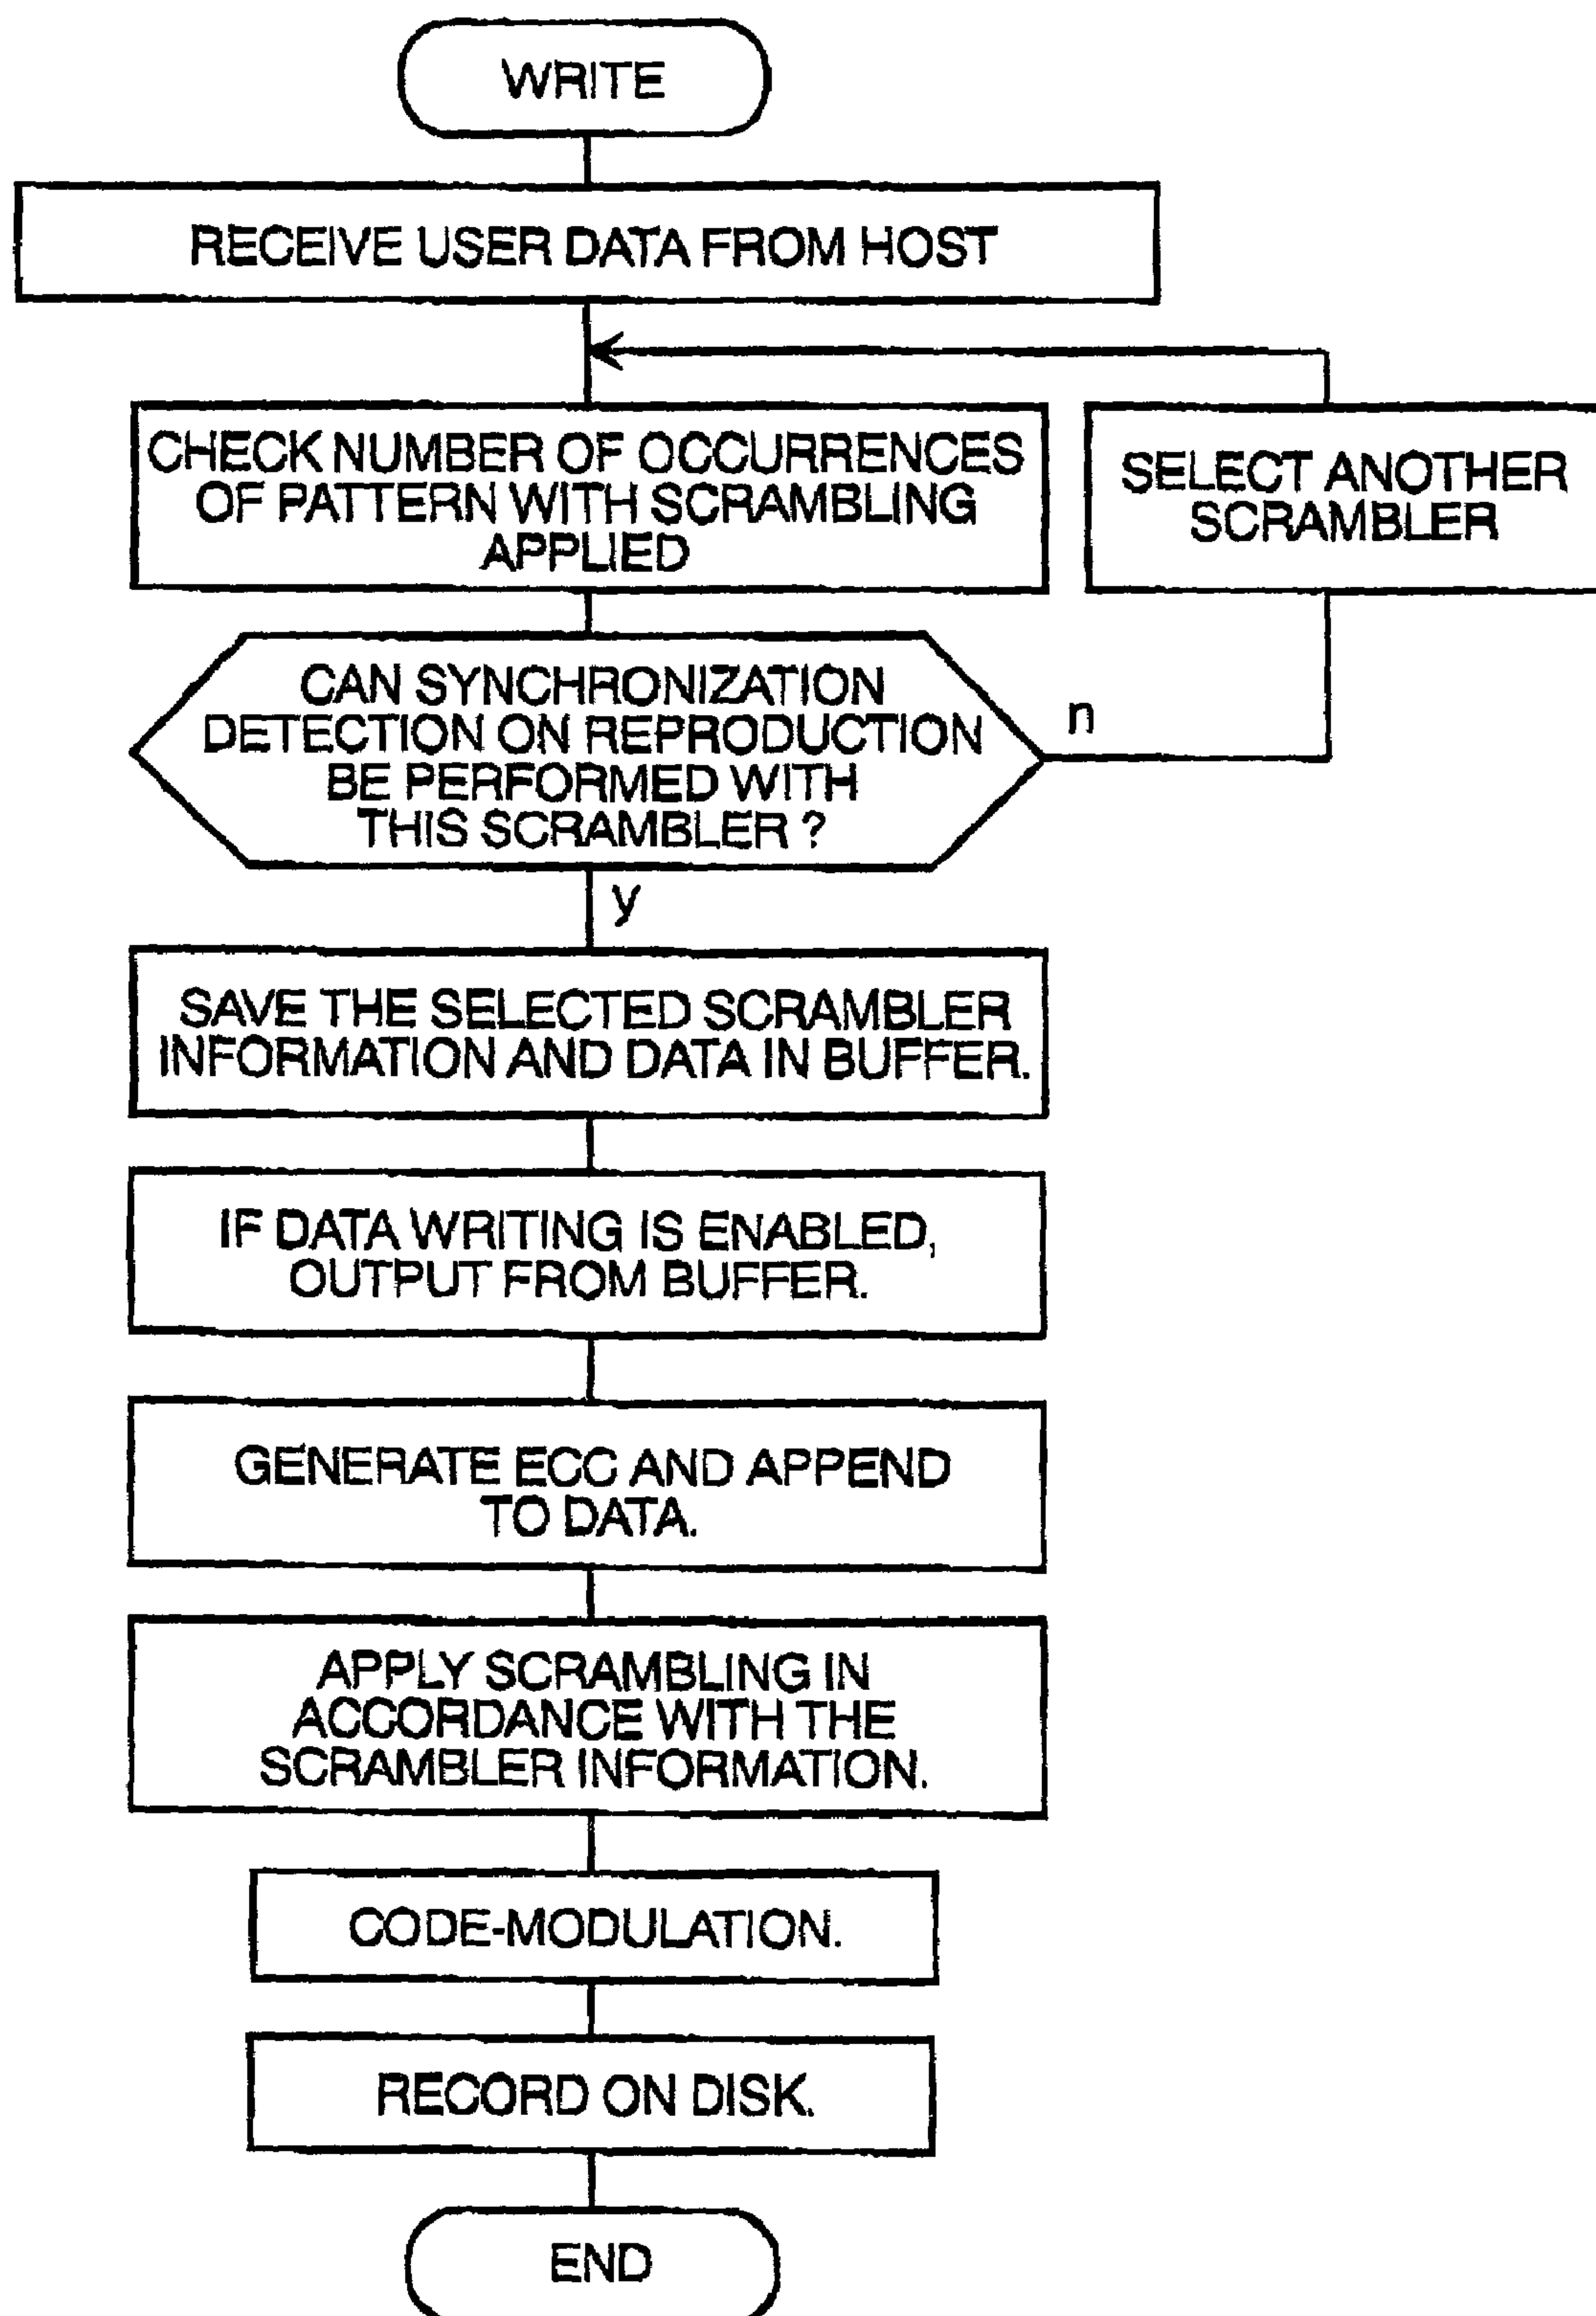 WRITE
RECEIVE USER DATA FROM HOST
CHECK NUMBER OF OCCURRENCES
OF PATTERN WITH SCRAMBLING
APPLIED
SELECT ANOTHER
SCRAMBLER
CAN SYNCHRONIZATION
DETECTION ON REPRODUCTION
BE PERFORMED WITH
THIS SCRAMBLER ?
n
y
SAVE THE SELECTED SCRAMBLER
INFORMATION AND DATA IN BUFFER.
IF DATA WRITING IS ENABLED,
OUTPUT FROM BUFFER.
GENERATE ECC AND APPEND
TO DATA.
APPLY SCRAMBLING IN
ACCORDANCE WITH THE
SCRAMBLER INFORMATION.
CODE-MODULATION.
RECORD ON DISK.
END